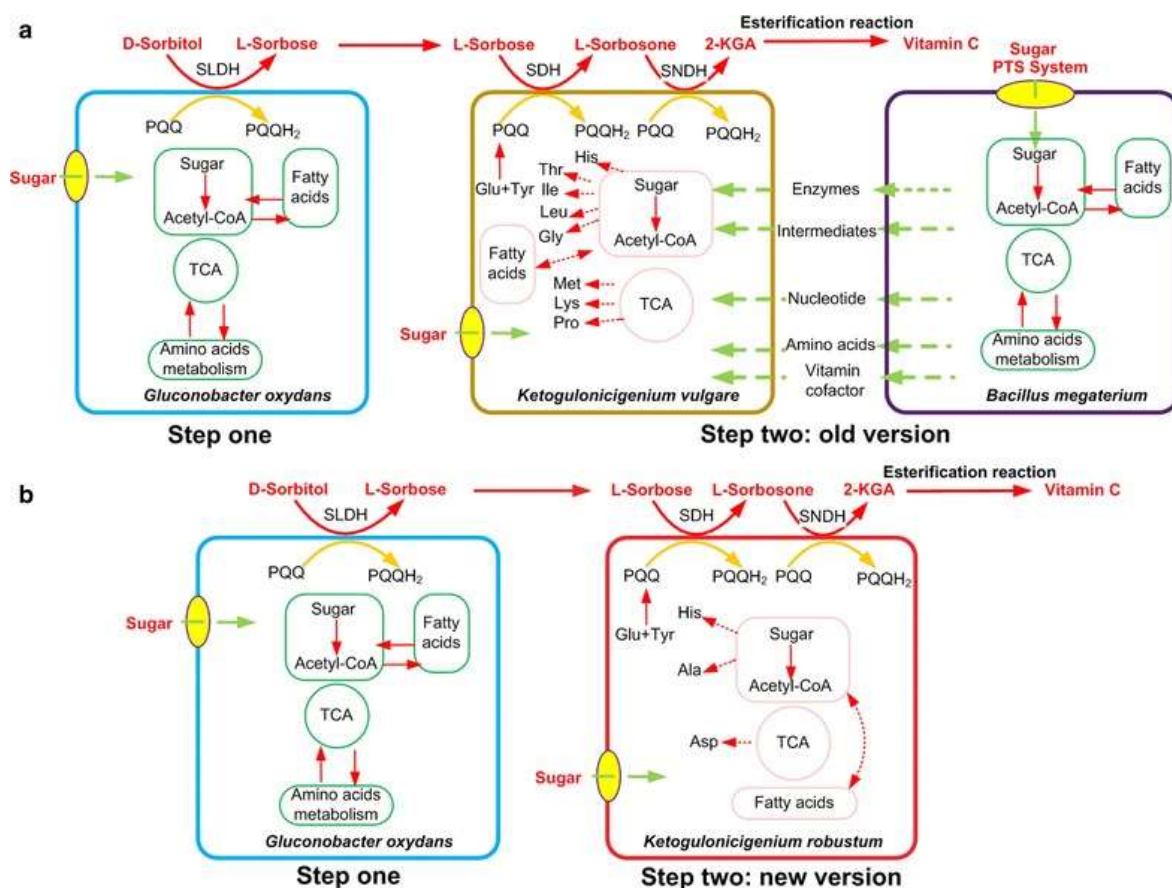 a
D-Sorbitol
L-Sorbose
L-Sorbose
L-Sorbosone
2-KGA
Esterification reaction
Vitamin C
Sugar
PTS System
SLDH
SDH
SNDH
PQQ
PQQH2
PQQ
PQQH2
PQQ
PQQH2
Sugar
Sugar
Acetyl-CoA
Fatty
acids
TCA
Amino acids
metabolism
Gluconobacter oxydans
Step one
Glu+Tyr
His
Thr
Ile
Leu
Gly
Sugar
Acetyl-CoA
Fatty
acids
Met
Lys
Pro
TCA
Sugar
Ketogulonicigenium vulgare
Enzymes
Intermediates
Nucleotide
Amino acids
Vitamin
cofactor
Sugar
Acetyl-CoA
Fatty
acids
TCA
Amino acids
metabolism
Bacillus megaterium
Step two: old version
b
D-Sorbitol
L-Sorbose
L-Sorbose
L-Sorbosone
2-KGA
Esterification reaction
Vitamin C
SLDH
SDH
SNDH
PQQ
PQQH2
PQQ
PQQH2
PQQ
PQQH2
Sugar
Sugar
Acetyl-CoA
Fatty
acids
TCA
Amino acids
metabolism
Gluconobacter oxydans
Step one
Glu+Tyr
His
Ala
Sugar
Acetyl-CoA
Asp
TCA
Sugar
Fatty acids
Ketogulonicigenium robustum
Step two: new version